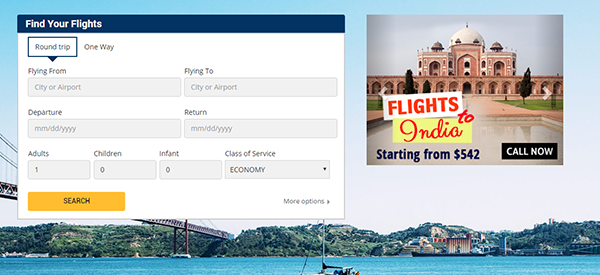 Find Your Flights
Round trip One Way
Flying From Flying To
City or Airport City or Airport
Departure Return
mm/dd/yyyy mm/dd/yyyy
Adults Children Infant Class of Service
1 0 0 ECONOMY
SEARCH More options
FLIGHTS
to
India
Starting from $542 CALL NOW